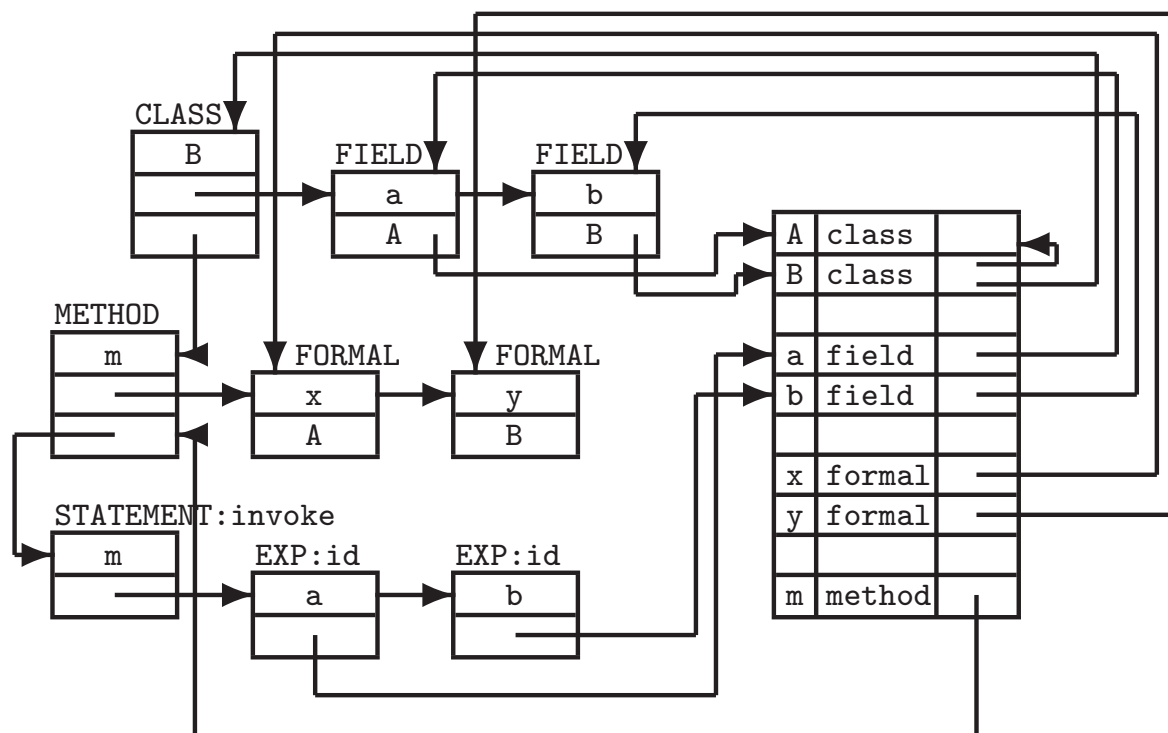 CLASS
B
FIELD
a
A
FIELD
b
B
A class
B class
a field
b field
x formal
y formal
m method
METHOD
m
FORMAL
x
A
FORMAL
y
B
STATEMENT:invoke
m
EXP:id
a
EXP:id
b